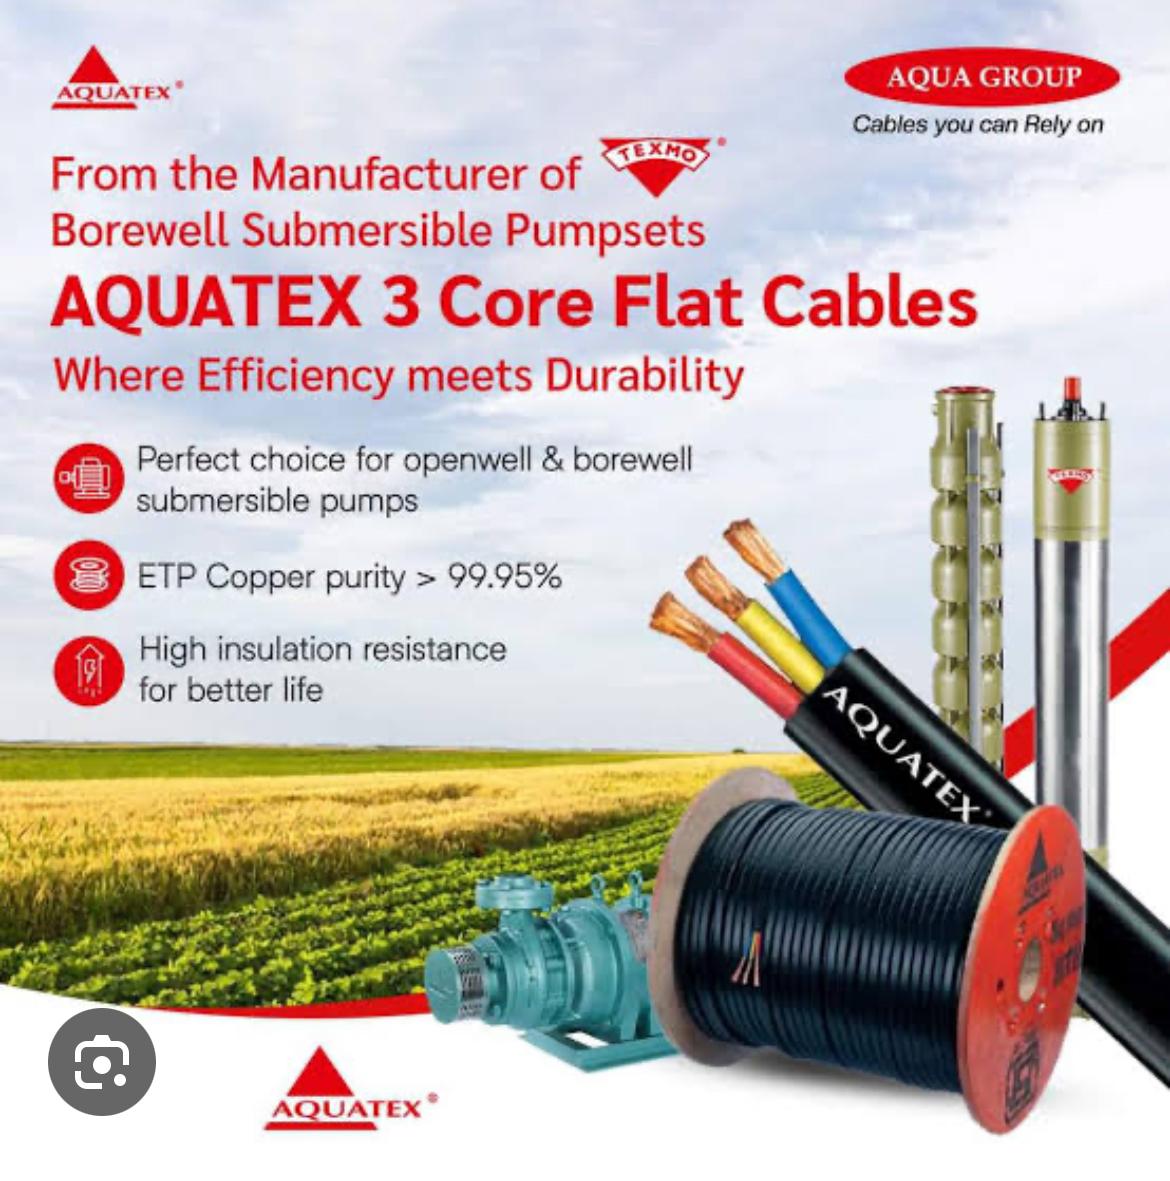 AQUATEX®
AQUA GROUP
Cables you can Rely on
From the Manufacturer of TEXMO®
Borewell Submersible Pumpsets
AQUATEX 3 Core Flat Cables
Where Efficiency meets Durability
Perfect choice for openwell & borewell
submersible pumps
ETP Copper purity > 99.95%
High insulation resistance
for better life
TEXMO
AQUATEX®
AQUATEX
AQUATEX®